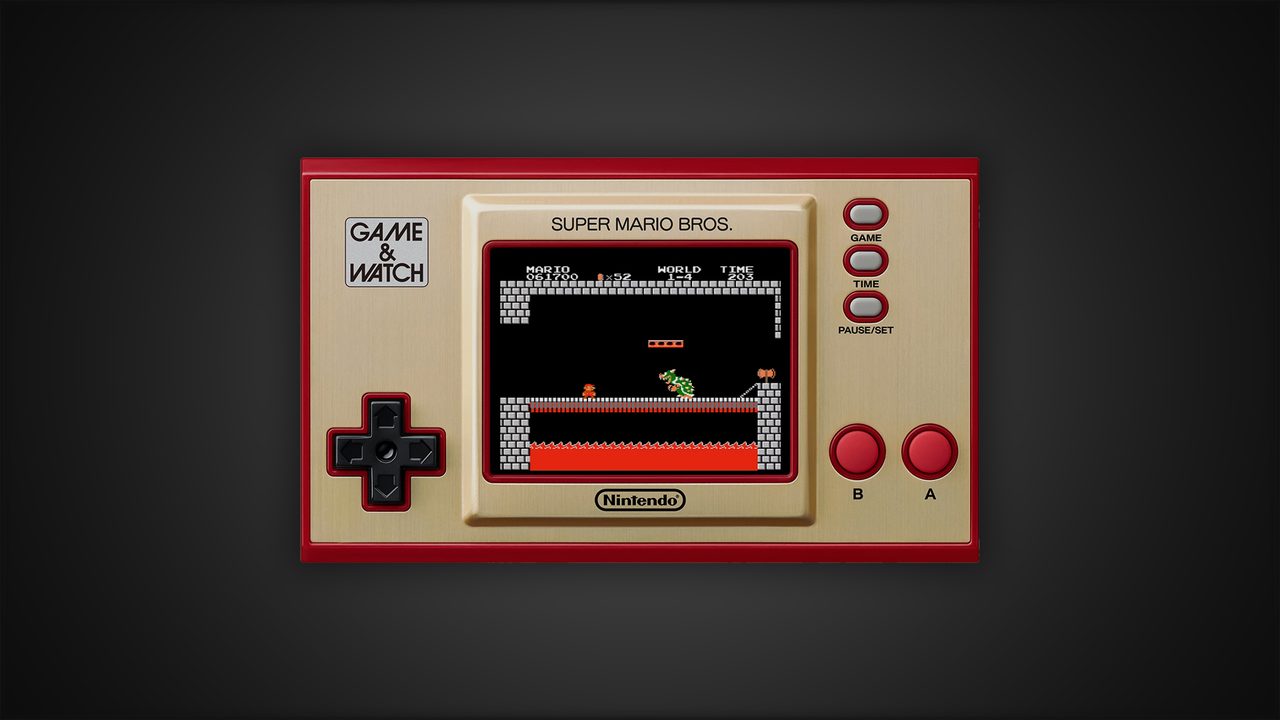 GAME
&
WATCH
SUPER MARIO BROS.
MARIO WORLD TIME
061700 ×52 1-4 203
Nintendo®
GAME
TIME
PAUSE/SET
B A